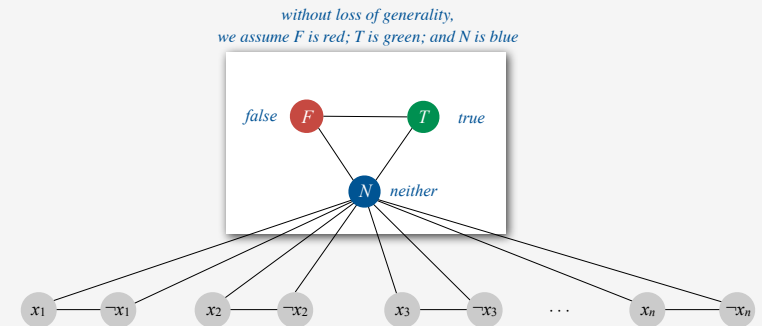 without loss of generality,
we assume F is red; T is green; and N is blue
false F T true
N neither
x₁ ¬x₁ x₂ ¬x₂ x₃ ¬x₃ ... xₙ ¬xₙ